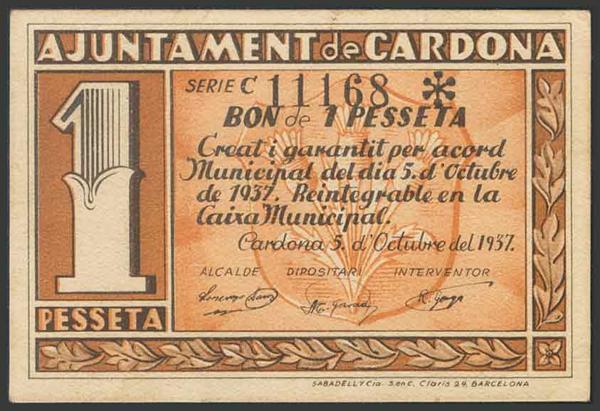 AJUNTAMENT de CARDONA
1
PESSETA
SERIE C 11168 *
BON de 1 PESSETA
Creat i garantit per acord
Municipal del dia 5. d'Octubre
de 1937. Reintegrable en la
Caixa Municipal.
Cardona 5. d'Octubre del 1937.
ALCALDE DIPOSITARI INTERVENTOR
SABADELL y Cia. S. en C. Claris 24. BARCELONA